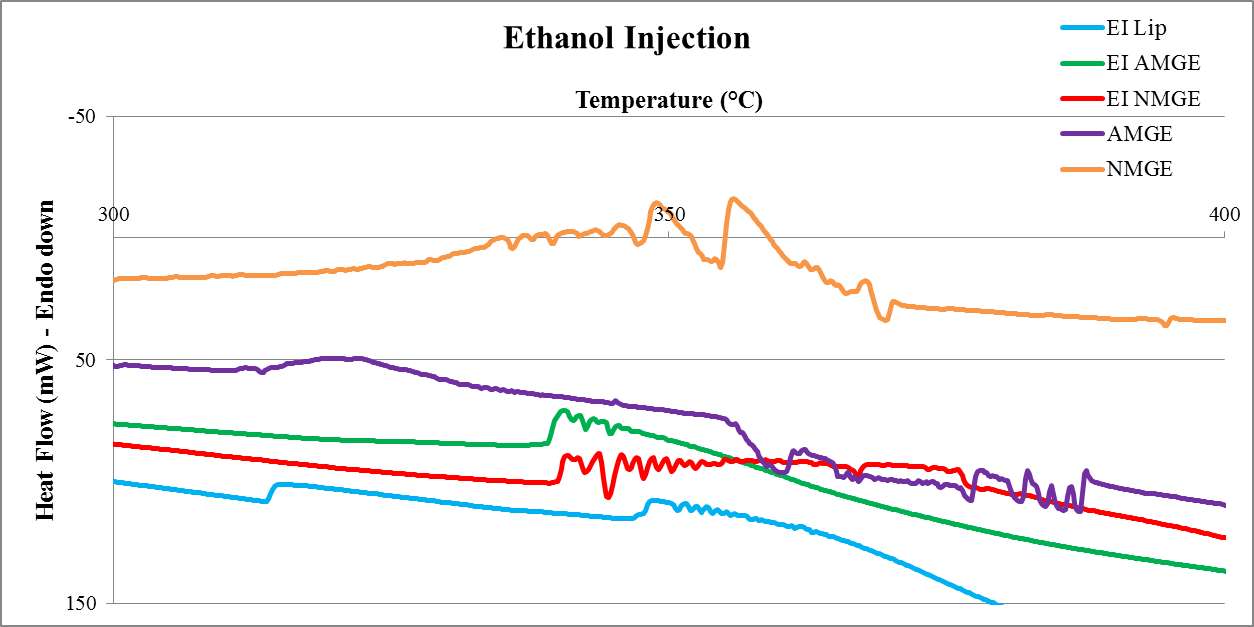 Ethanol Injection
EI Lip
EI AMGE
EI NMGE
AMGE
NMGE
Temperature (°C)
-50
300
350
400
50
150
Heat Flow (mW) - Endo down